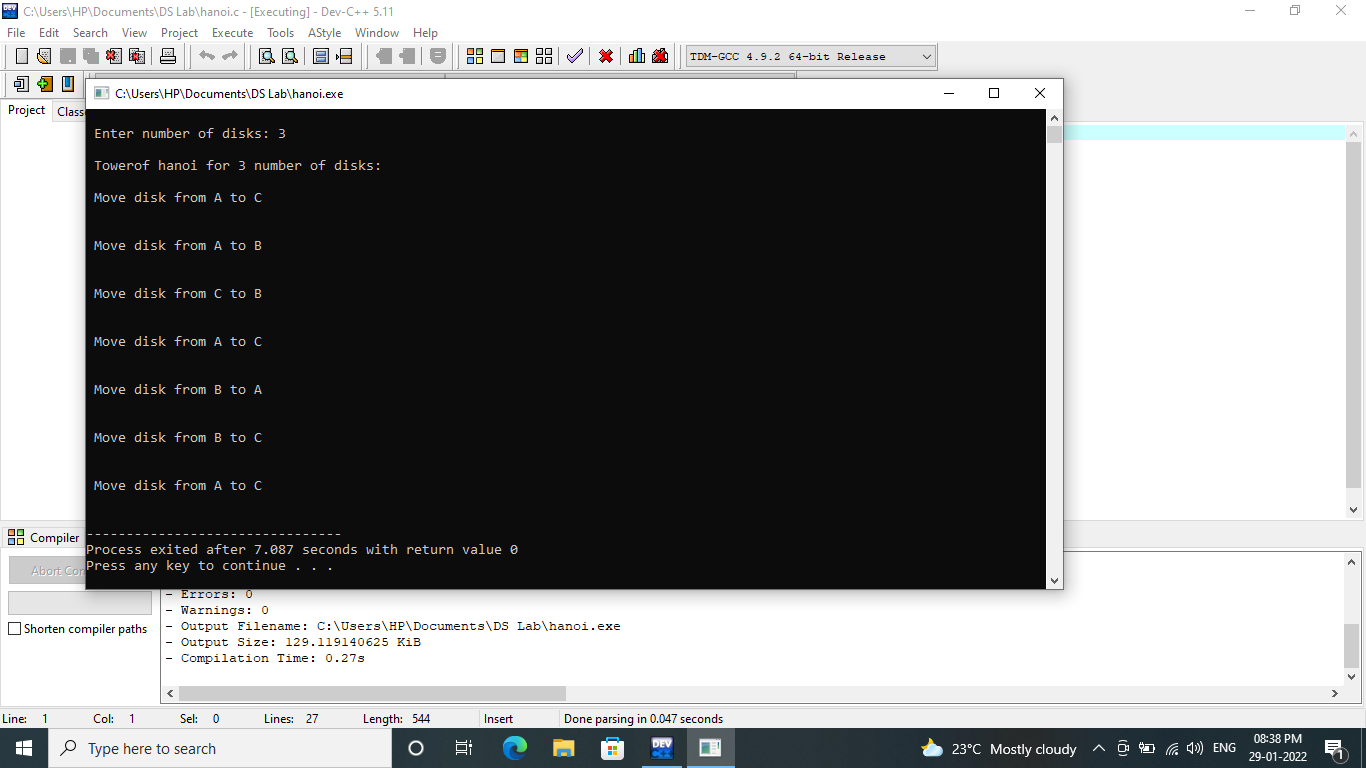 C:\Users\HP\Documents\DS Lab\hanoi.c - [Executing] - Dev-C++ 5.11
File Edit Search View Project Execute Tools AStyle Window Help
TDM-GCC 4.9.2 64-bit Release
C:\Users\HP\Documents\DS Lab\hanoi.exe
Project
Enter number of disks: 3
Towerof hanoi for 3 number of disks:
Move disk from A to C
Move disk from A to B
Move disk from C to B
Move disk from A to C
Move disk from B to A
Move disk from B to C
Move disk from A to C
--------------------------------
Process exited after 7.087 seconds with return value 0
Press any key to continue . . .
Compiler
Abort
- Errors: 0
- Warnings: 0
- Output Filename: C:\Users\HP\Documents\DS Lab\hanoi.exe
- Output Size: 129.119140625 KiB
- Compilation Time: 0.27s
Shorten compiler paths
Line: 1 Col: 1 Sel: 0 Lines: 27 Length: 544 Insert Done parsing in 0.047 seconds
Type here to search
DEV
23°C Mostly cloudy
ENG
08:38 PM
29-01-2022
1